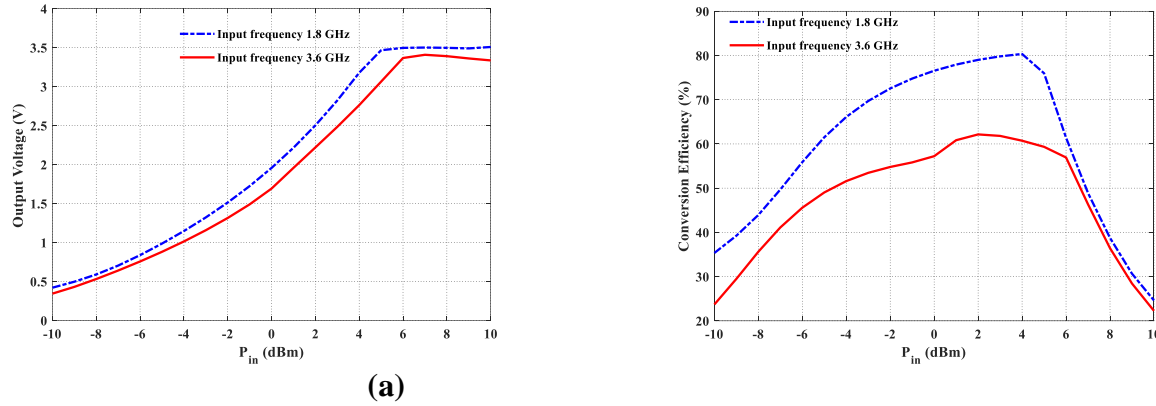 Output Voltage (V)
4
3.5
3
2.5
2
1.5
1
0.5
0
Input frequency 1.8 GHz
Input frequency 3.6 GHz
-10 -8 -6 -4 -2 0 2 4 6 8 10
P_in (dBm)
(a)
Conversion Efficiency (%)
90
80
70
60
50
40
30
20
Input frequency 1.8 GHz
Input frequency 3.6 GHz
-10 -8 -6 -4 -2 0 2 4 6 8 10
P_in (dBm)